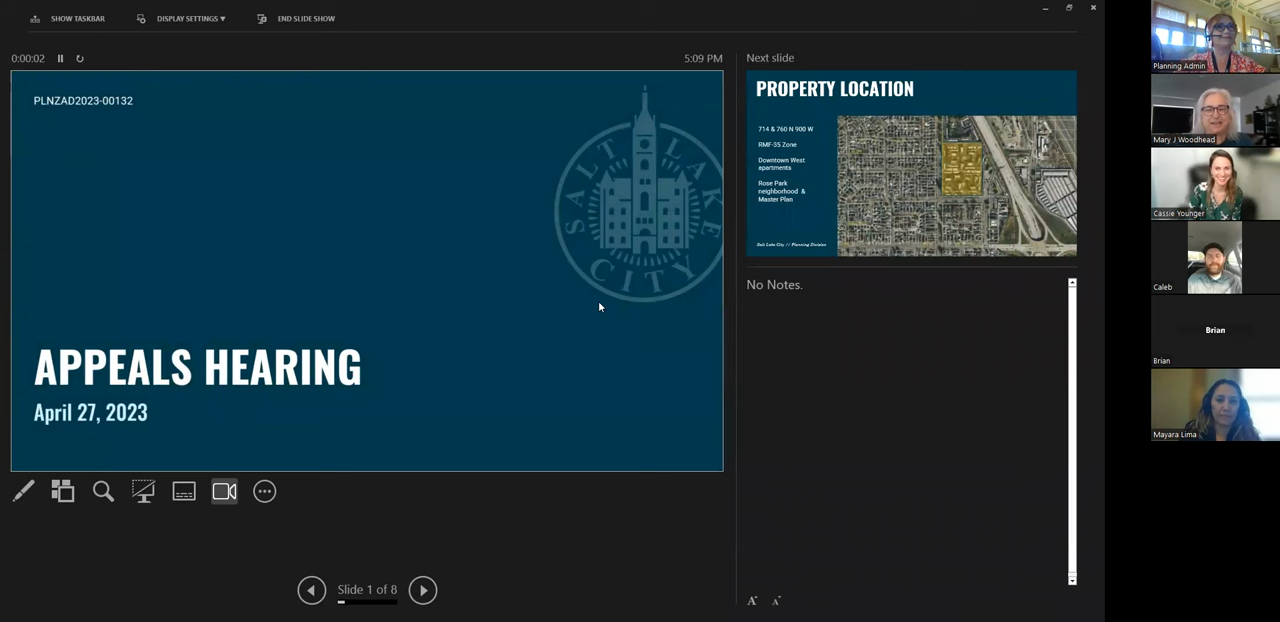 SHOW TASKBAR
DISPLAY SETTINGS ▼
END SLIDE SHOW
0:00:02
5:09 PM
PLNZAD2023-00132
SALT LAKE CITY
APPEALS HEARING
April 27, 2023
Slide 1 of 8
Next slide
PROPERTY LOCATION
714 & 760 N 900 W
RMF-35 Zone
Downtown West
apartments
Rose Park
neighborhood &
Master Plan
Salt Lake City // Planning Division
No Notes.
A A
Planning Admin
Mary J Woodhead
Cassie Younger
Caleb
Brian
Brian
Mayara Lima